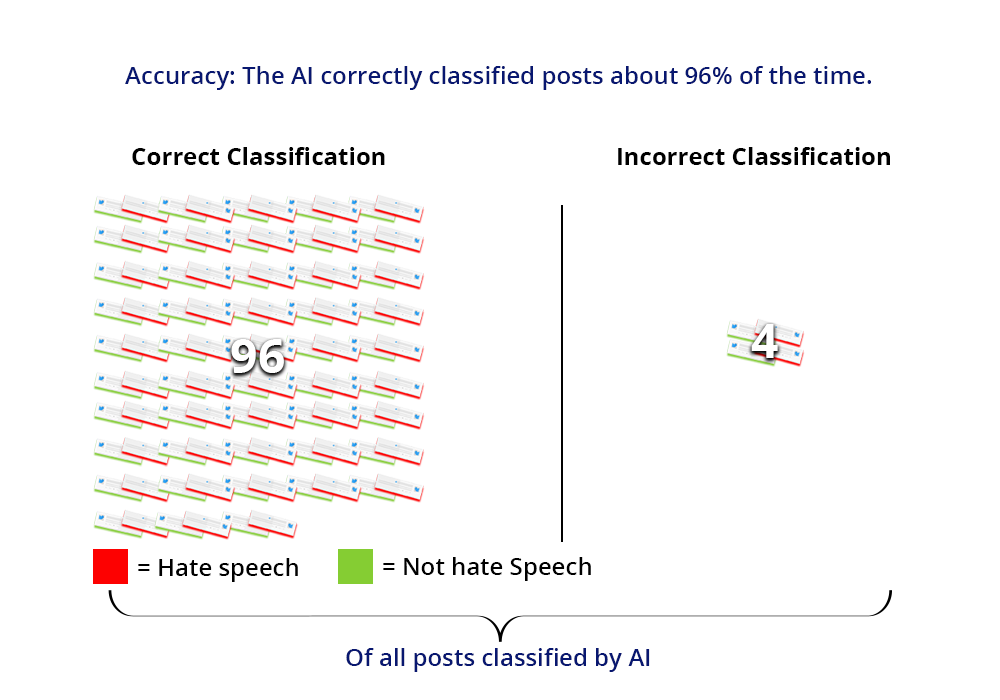 Accuracy: The AI correctly classified posts about 96% of the time.
Correct Classification
Incorrect Classification
96
4
= Hate speech
= Not hate Speech
Of all posts classified by AI